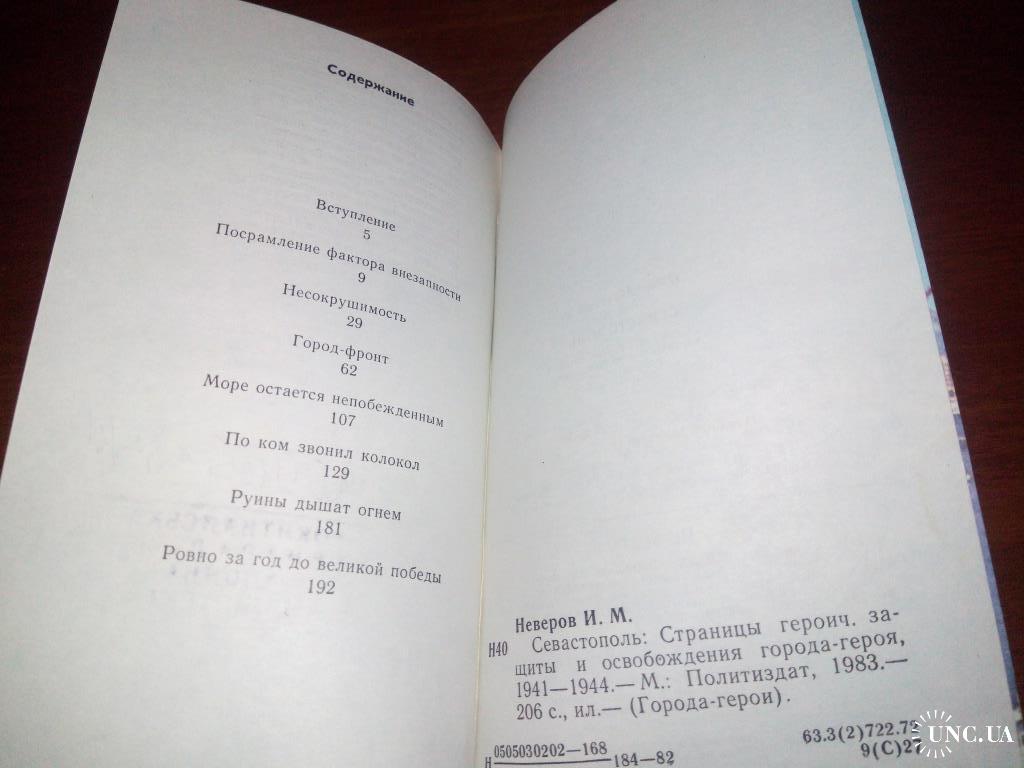 Содержание
Вступление
5
Посрамление фактора внезапности
9
Несокрушимость
29
Город-фронт
62
Море остается непобежденным
107
По ком звонил колокол
129
Руины дышат огнем
181
Ровно за год до великой победы
192
Неверов И. М.
Н40 Севастополь: Страницы героич. за-
щиты и освобождения города-героя,
1941—1944.— М.: Политиздат, 1983.—
206 с., ил.— (Города-герои).
Н 0505030202—168 184—82
63.3(2)722.72
9(С)27
UNC.UA